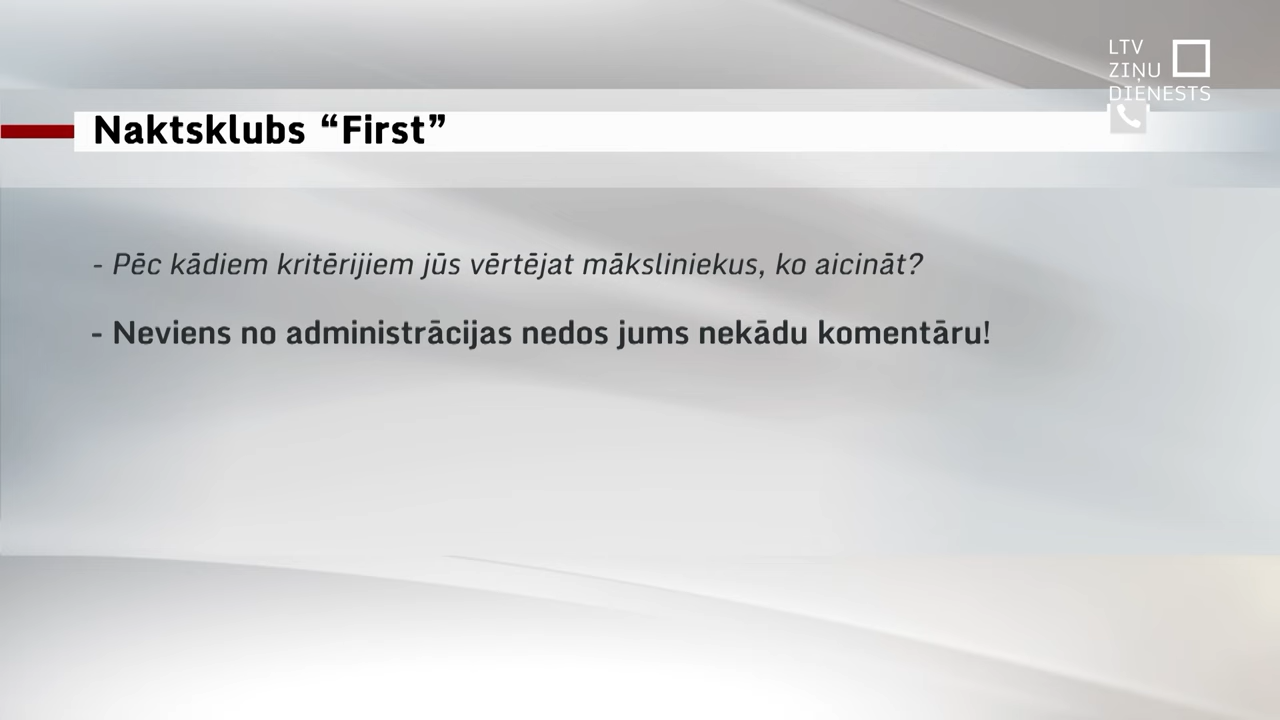 LTV
ZIŅU
DIENESTS
Naktsklubs “First”
- Pēc kādiem kritērijiem jūs vērtējat māksliniekus, ko aicināt?
- Neviens no administrācijas nedos jums nekādu komentāru!